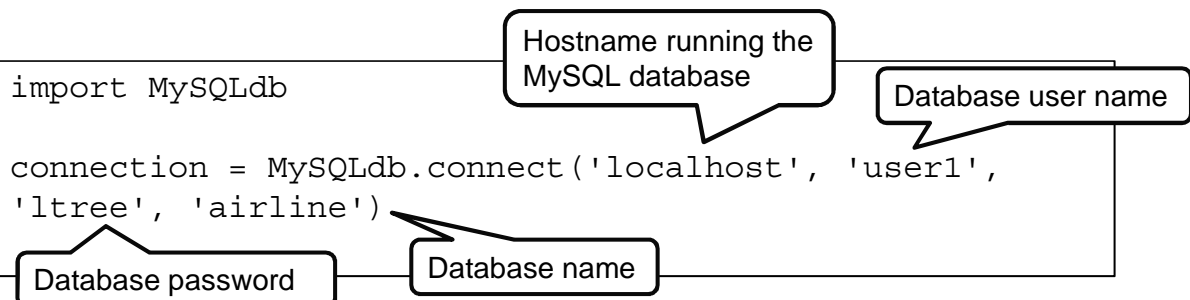 Hostname running the
MySQL database
import MySQLdb
Database user name
connection = MySQLdb.connect('localhost', 'user1',
'ltree', 'airline')
Database password
Database name